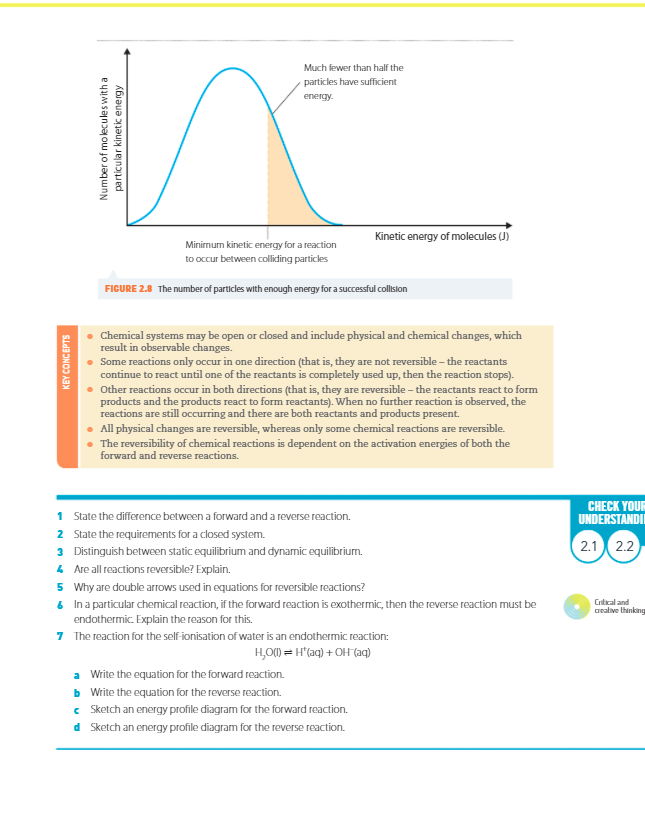 Number of molecules with a
particular kinetic energy
Much fewer than half the
particles have sufficient
energy.
Kinetic energy of molecules (J)
Minimum kinetic energy for a reaction
to occur between colliding particles
FIGURE 2.8 The number of particles with enough energy for a successful collision
KEY CONCEPTS
• Chemical systems may be open or closed and include physical and chemical changes, which
result in observable changes.
• Some reactions only occur in one direction (that is, they are not reversible – the reactants
continue to react until one of the reactants is completely used up, then the reaction stops).
• Other reactions occur in both directions (that is, they are reversible – the reactants react to form
products and the products react to form reactants). When no further reaction is observed, the
reactions are still occurring and there are both reactants and products present.
• All physical changes are reversible, whereas only some chemical reactions are reversible.
• The reversibility of chemical reactions is dependent on the activation energies of both the
forward and reverse reactions.
CHECK YOUR
UNDERSTANDI
2.1 2.2
1 State the difference between a forward and a reverse reaction.
2 State the requirements for a closed system.
3 Distinguish between static equilibrium and dynamic equilibrium.
4 Are all reactions reversible? Explain.
5 Why are double arrows used in equations for reversible reactions?
6 In a particular chemical reaction, if the forward reaction is exothermic, then the reverse reaction must be
endothermic. Explain the reason for this.
Critical and
creative thinking
7 The reaction for the self-ionisation of water is an endothermic reaction:
H₂O(l) ⇌ H⁺(aq) + OH⁻(aq)
a Write the equation for the forward reaction.
b Write the equation for the reverse reaction.
c Sketch an energy profile diagram for the forward reaction.
d Sketch an energy profile diagram for the reverse reaction.